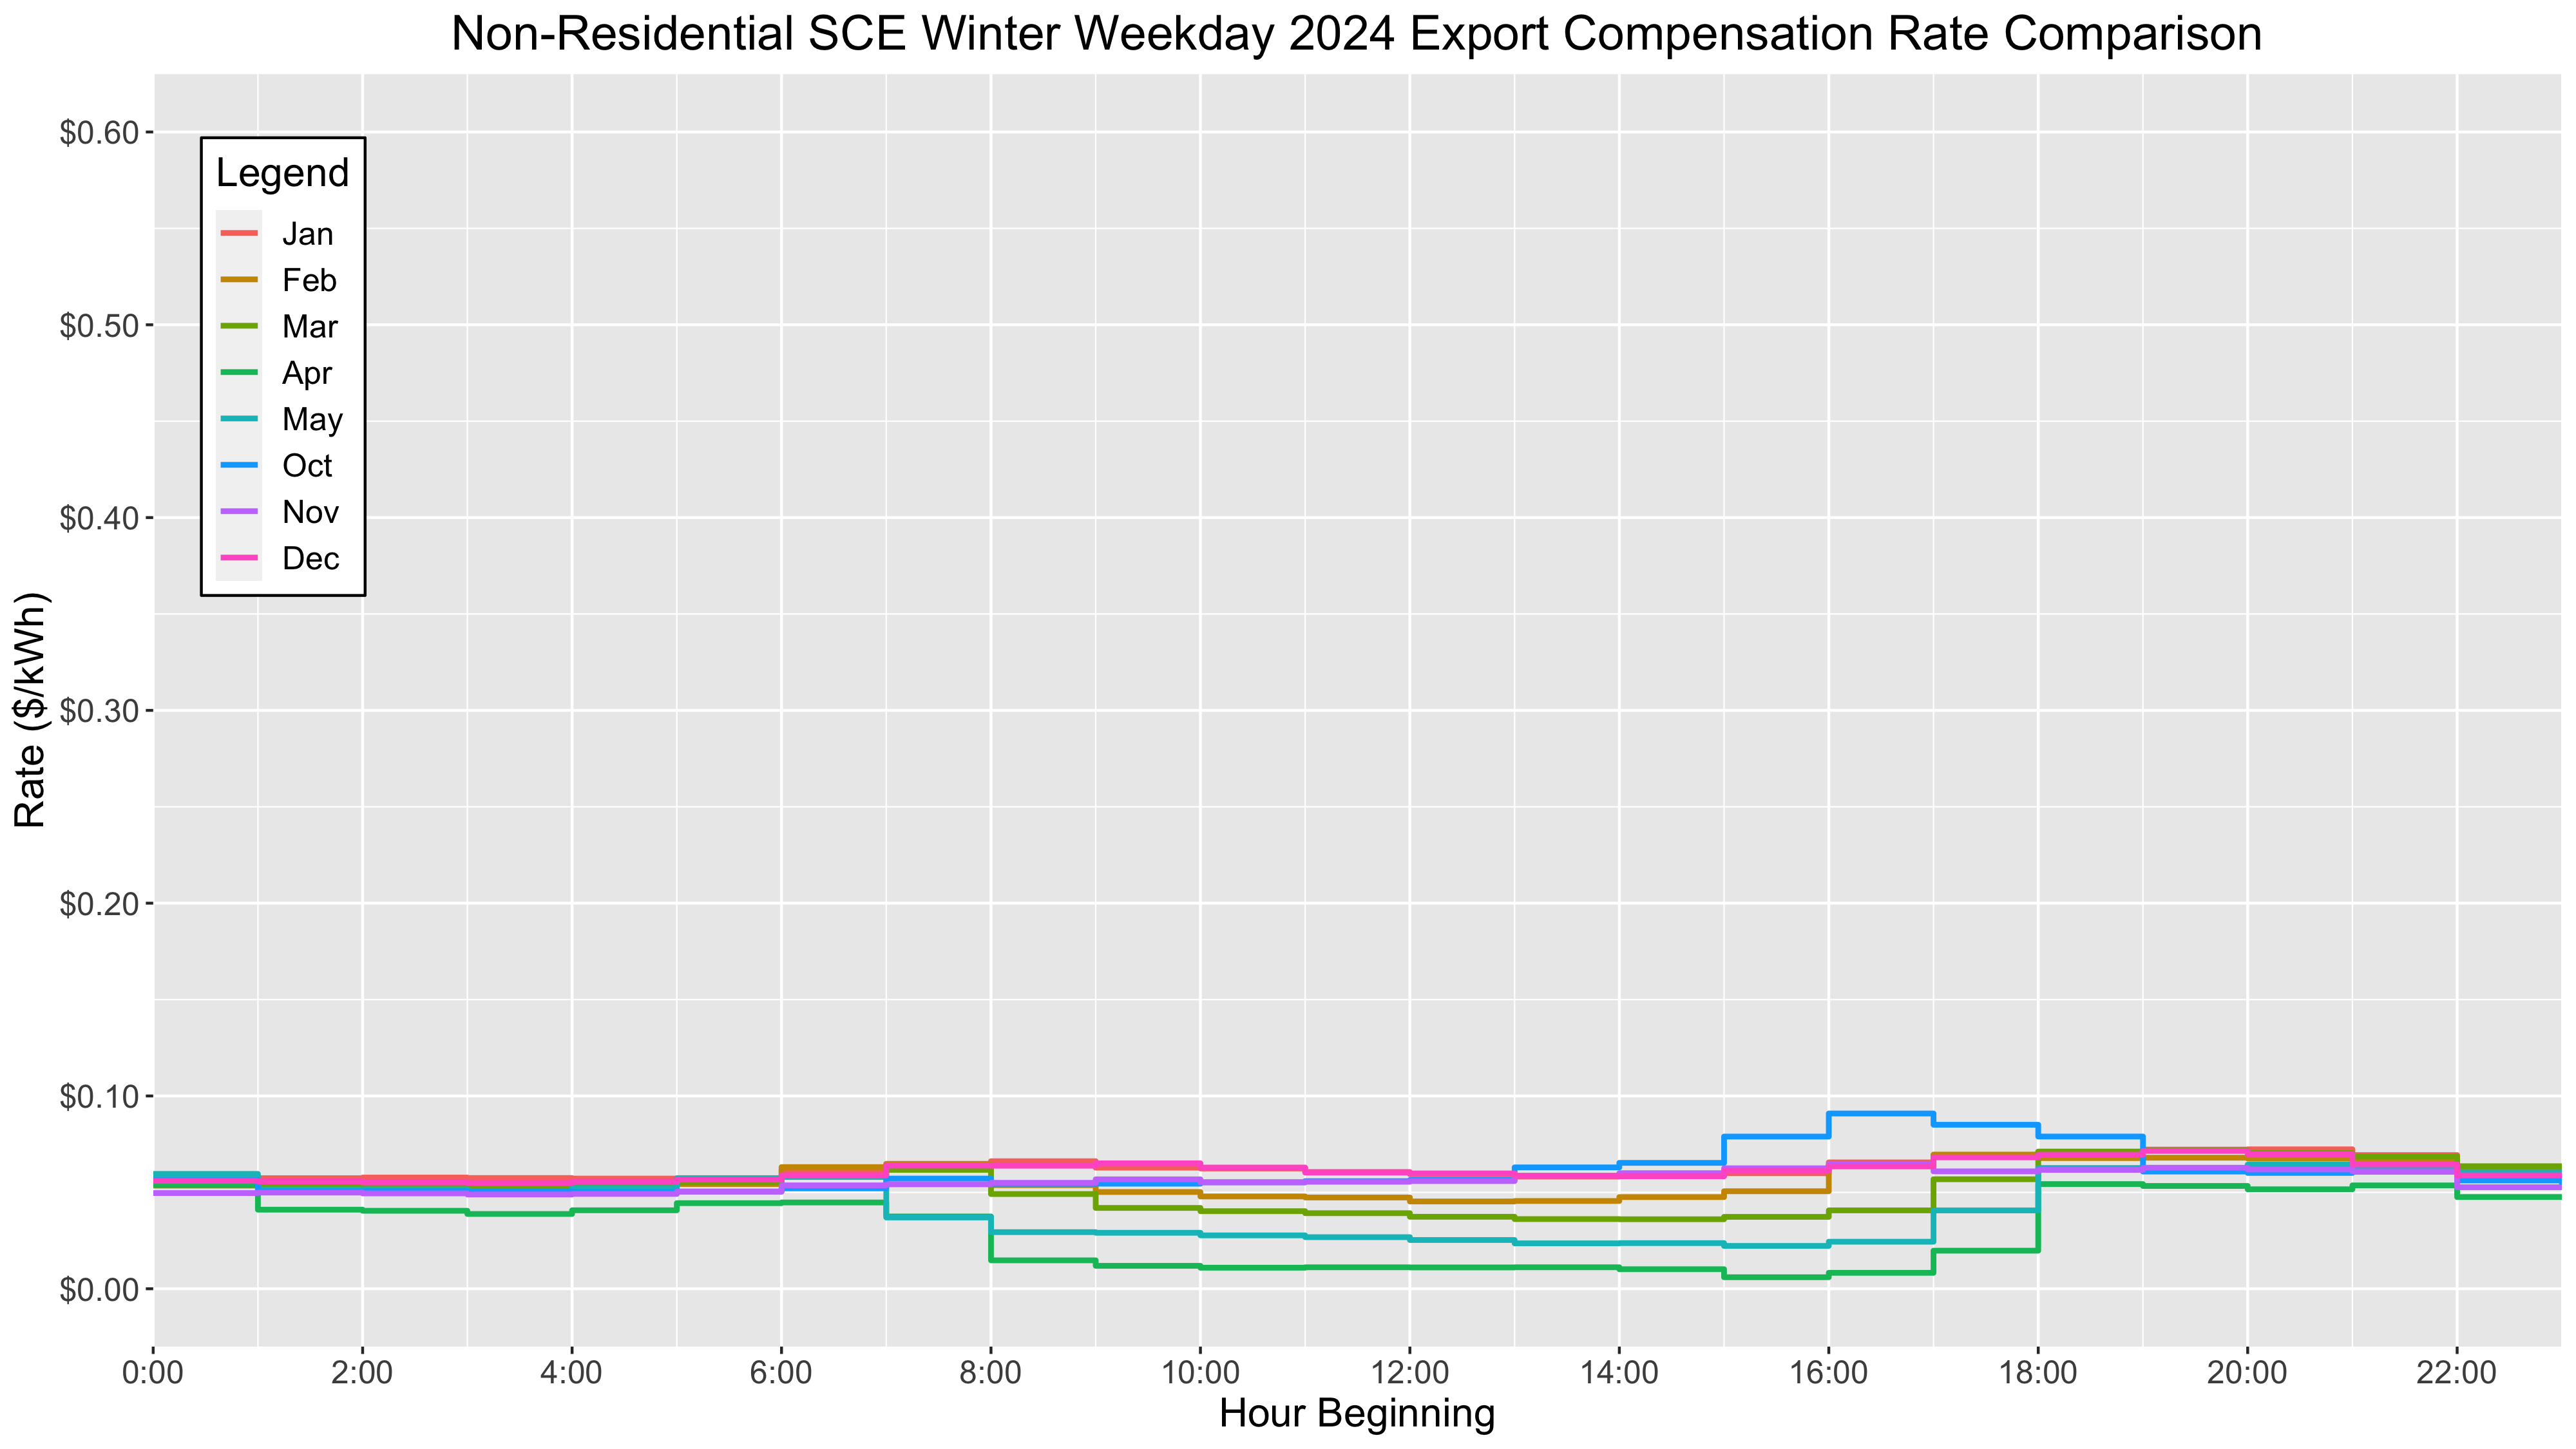 Non-Residential SCE Winter Weekday 2024 Export Compensation Rate Comparison
$0.60
$0.50
$0.40
$0.30
$0.20
$0.10
$0.00
Rate ($/kWh)
Legend
Jan
Feb
Mar
Apr
May
Oct
Nov
Dec
0:00 2:00 4:00 6:00 8:00 10:00 12:00 14:00 16:00 18:00 20:00 22:00
Hour Beginning